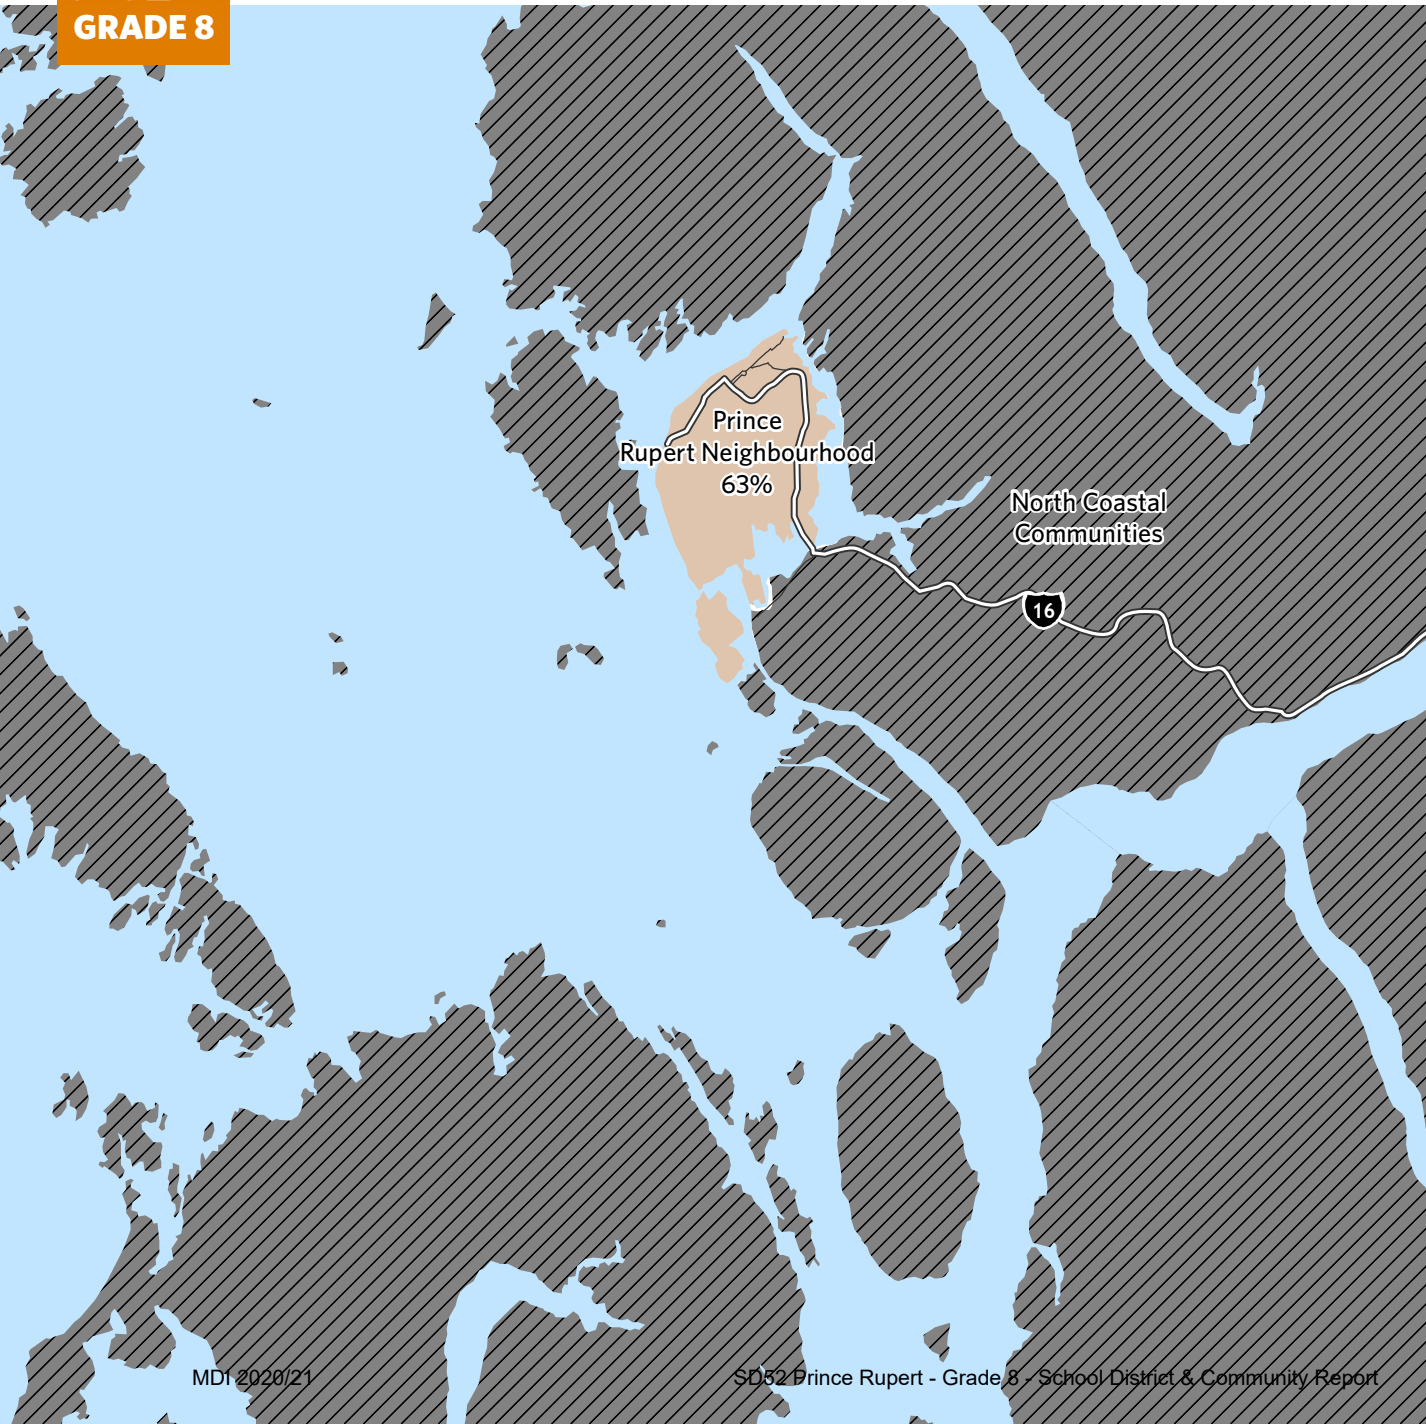 GRADE 8
Prince
Rupert Neighbourhood
63%
North Coastal
Communities
16
MDI 2020/21
SD52 Prince Rupert - Grade 8 - School District & Community Report